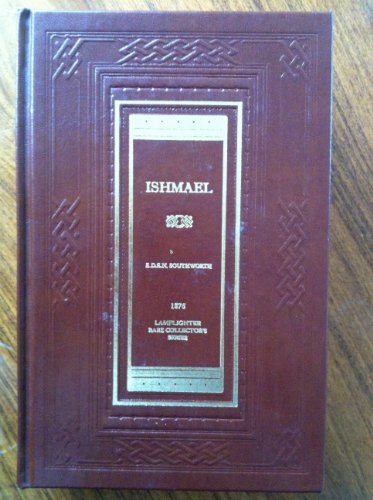 ISHMAEL
E.D.E.N. SOUTHWORTH
1876
LAMPLIGHTER
RARE COLLECTOR'S
SERIES